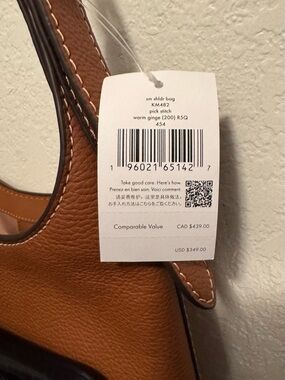 sm shldr bag
KM482
pick stitch
warm ginge (200) R5Q
454
1 96021 65142 7
Take good care. Here's how.
Prenez en bien soin. Voici comment.
CAD $439.00
Comparable Value
USD $349.00